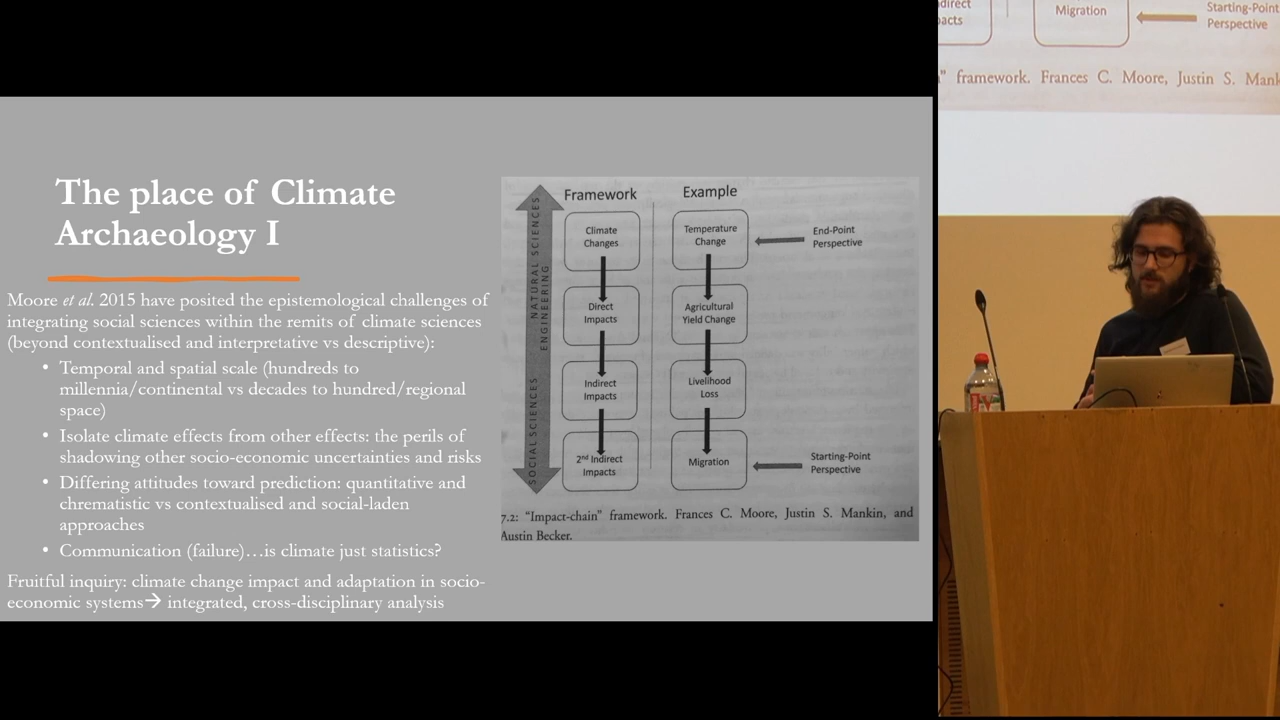 The place of Climate
Archaeology I
Moore et al. 2015 have posited the epistemological challenges of
integrating social sciences within the remits of climate sciences
(beyond contextualised and interpretative vs descriptive):
• Temporal and spatial scale (hundreds to
millennia/continental vs decades to hundred/regional
space)
• Isolate climate effects from other effects: the perils of
shadowing other socio-economic uncertainties and risks
• Differing attitudes toward prediction: quantitative and
chrematistic vs contextualised and social-laden
approaches
• Communication (failure)…is climate just statistics?
Fruitful inquiry: climate change impact and adaptation in socio-
economic systems→ integrated, cross-disciplinary analysis
SOCIAL SCIENCES
NATURAL SCIENCES
ENGINEERING
Framework
Climate
Changes
Direct
Impacts
Indirect
Impacts
2nd Indirect
Impacts
Example
Temperature
Change
Agricultural
Yield Change
Livelihood
Loss
Migration
End-Point
Perspective
Starting-Point
Perspective
7.2: "Impact-chain" framework. Frances C. Moore, Justin S. Mankin, and
Austin Becker.
direct
pacts
Migration
Starting-Point
Perspective
" framework. Frances C. Moore, Justin S. Mank